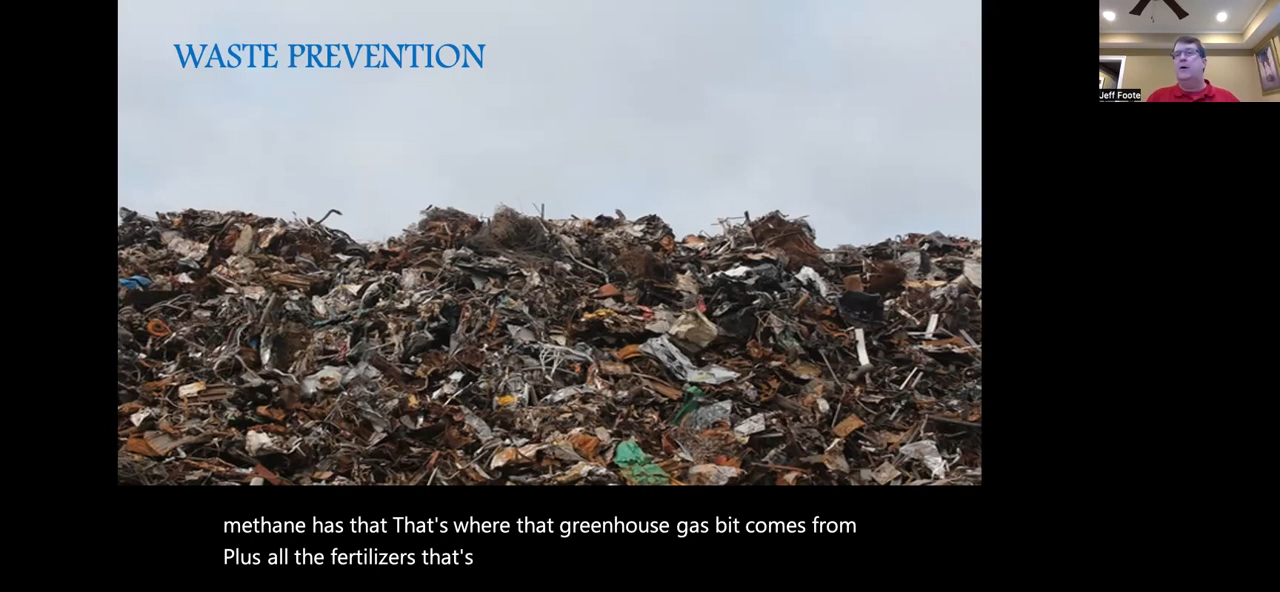 WASTE PREVENTION
Jeff Foote
methane has that That's where that greenhouse gas bit comes from
Plus all the fertilizers that's